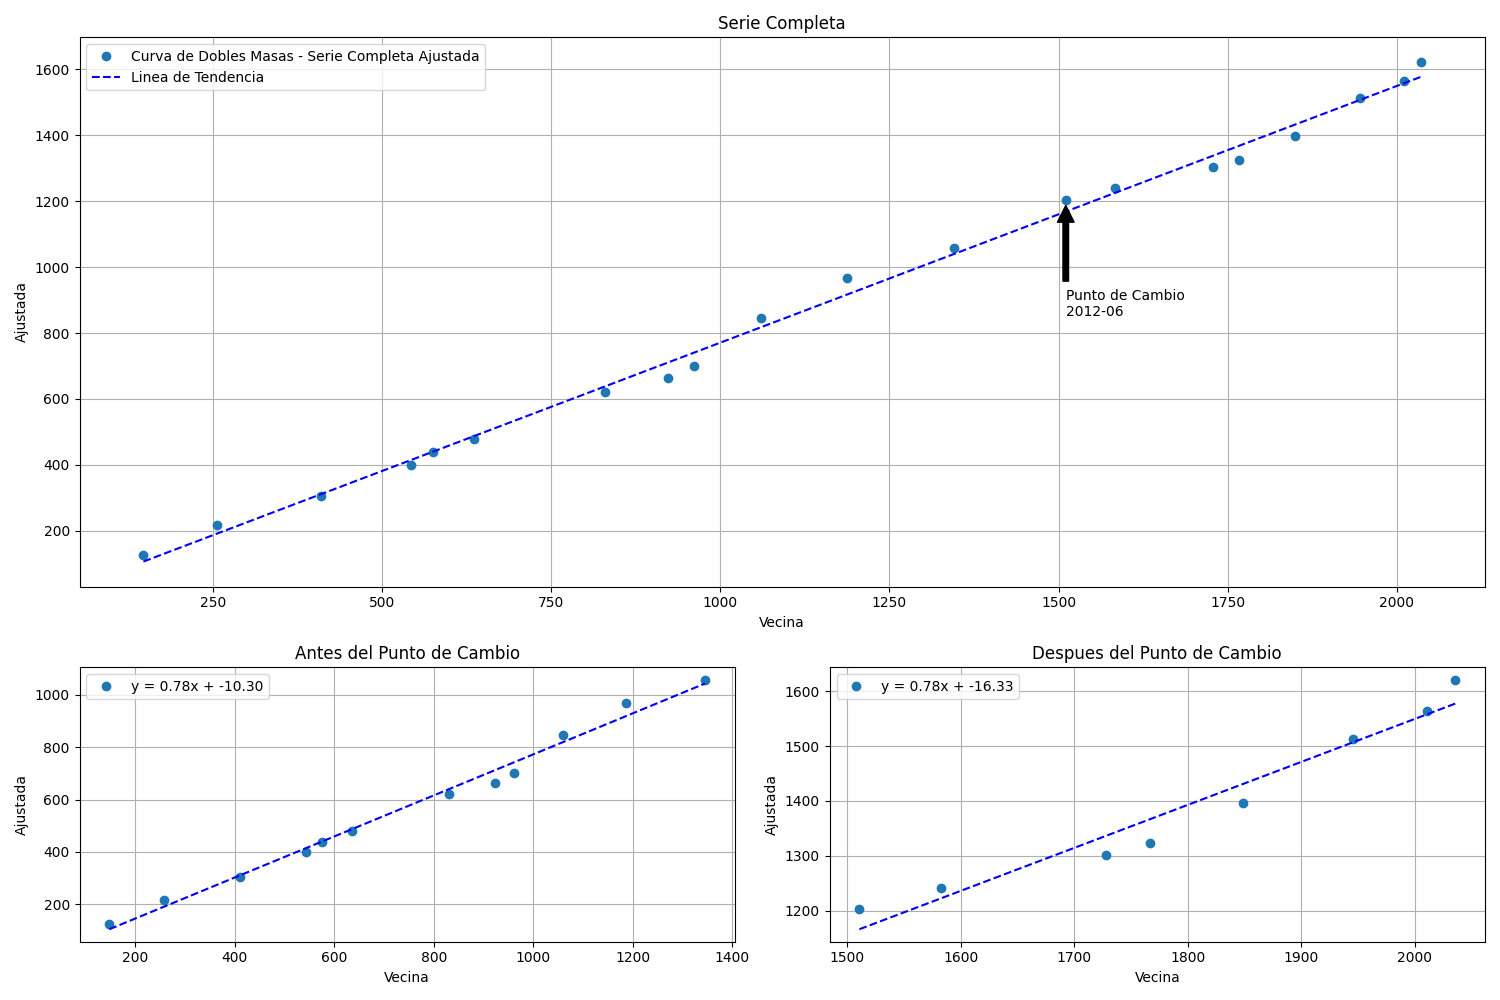 Serie Completa
Curva de Dobles Masas - Serie Completa Ajustada
Linea de Tendencia
1600
1400
1200
1000
800
600
400
200
Ajustada
Punto de Cambio
2012-06
250
500
750
1000
1250
1500
1750
2000
Vecina
Antes del Punto de Cambio
y = 0.78x + -10.30
1000
800
600
400
200
Ajustada
200
400
600
800
1000
1200
1400
Vecina
Despues del Punto de Cambio
y = 0.78x + -16.33
1600
1500
1400
1300
1200
Ajustada
1500
1600
1700
1800
1900
2000
Vecina